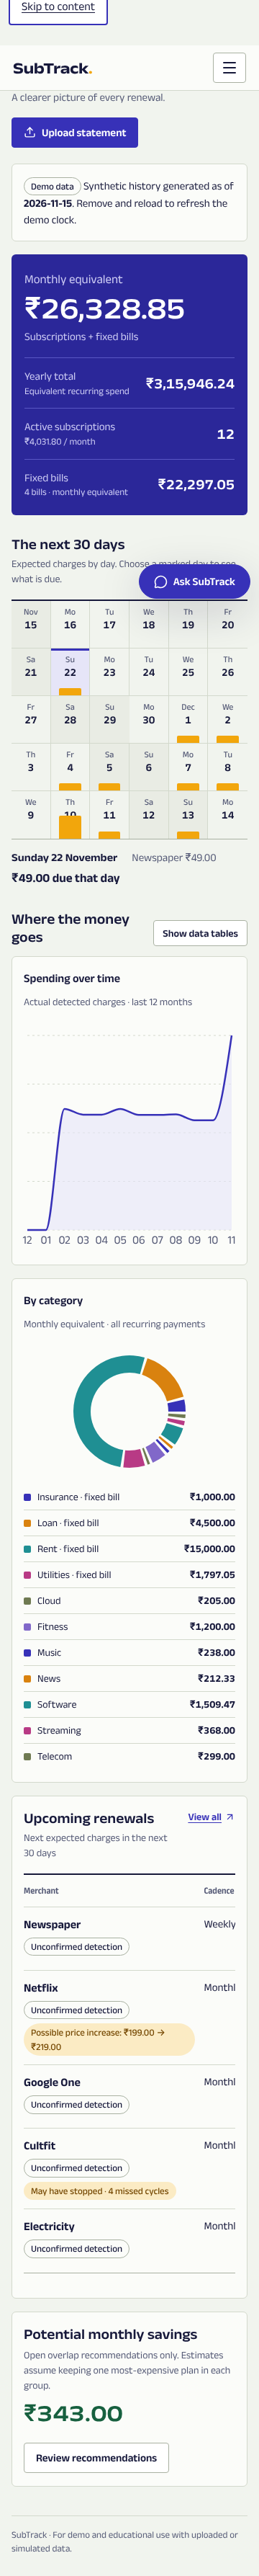 Skip to content
SubTrack.
A clearer picture of every renewal.
Upload statement
Demo data Synthetic history generated as of
2026-11-15. Remove and reload to refresh the
demo clock.
Monthly equivalent
₹26,328.85
Subscriptions + fixed bills
Yearly total
Equivalent recurring spend
₹3,15,946.24
Active subscriptions
₹4,031.80 / month
12
Fixed bills
4 bills · monthly equivalent
₹22,297.05
The next 30 days
Expected charges by day. Choose a marked day to see
what is due.
Ask SubTrack
Nov Mo Tu We Th Fr
15 16 17 18 19 20
Sa Su Mo Tu We Th
21 22 23 24 25 26
Fr Sa Su Mo Dec We
27 28 29 30 1 2
Th Fr Sa Su Mo Tu
3 4 5 6 7 8
We Th Fr Sa Su Mo
9 10 11 12 13 14
Sunday 22 November Newspaper ₹49.00
₹49.00 due that day
Where the money
goes
Show data tables
Spending over time
Actual detected charges · last 12 months
12 01 02 03 04 05 06 07 08 09 10 11
By category
Monthly equivalent · all recurring payments
Insurance · fixed bill ₹1,000.00
Loan · fixed bill ₹4,500.00
Rent · fixed bill ₹15,000.00
Utilities · fixed bill ₹1,797.05
Cloud ₹205.00
Fitness ₹1,200.00
Music ₹238.00
News ₹212.33
Software ₹1,509.47
Streaming ₹368.00
Telecom ₹299.00
Upcoming renewals
View all
Next expected charges in the next
30 days
Merchant Cadence
Newspaper Weekly
Unconfirmed detection
Netflix Monthl
Unconfirmed detection
Possible price increase: ₹199.00 →
₹219.00
Google One Monthl
Unconfirmed detection
Cultfit Monthl
Unconfirmed detection
May have stopped · 4 missed cycles
Electricity Monthl
Unconfirmed detection
Potential monthly savings
Open overlap recommendations only. Estimates
assume keeping one most-expensive plan in each
group.
₹343.00
Review recommendations
SubTrack · For demo and educational use with uploaded or
simulated data.